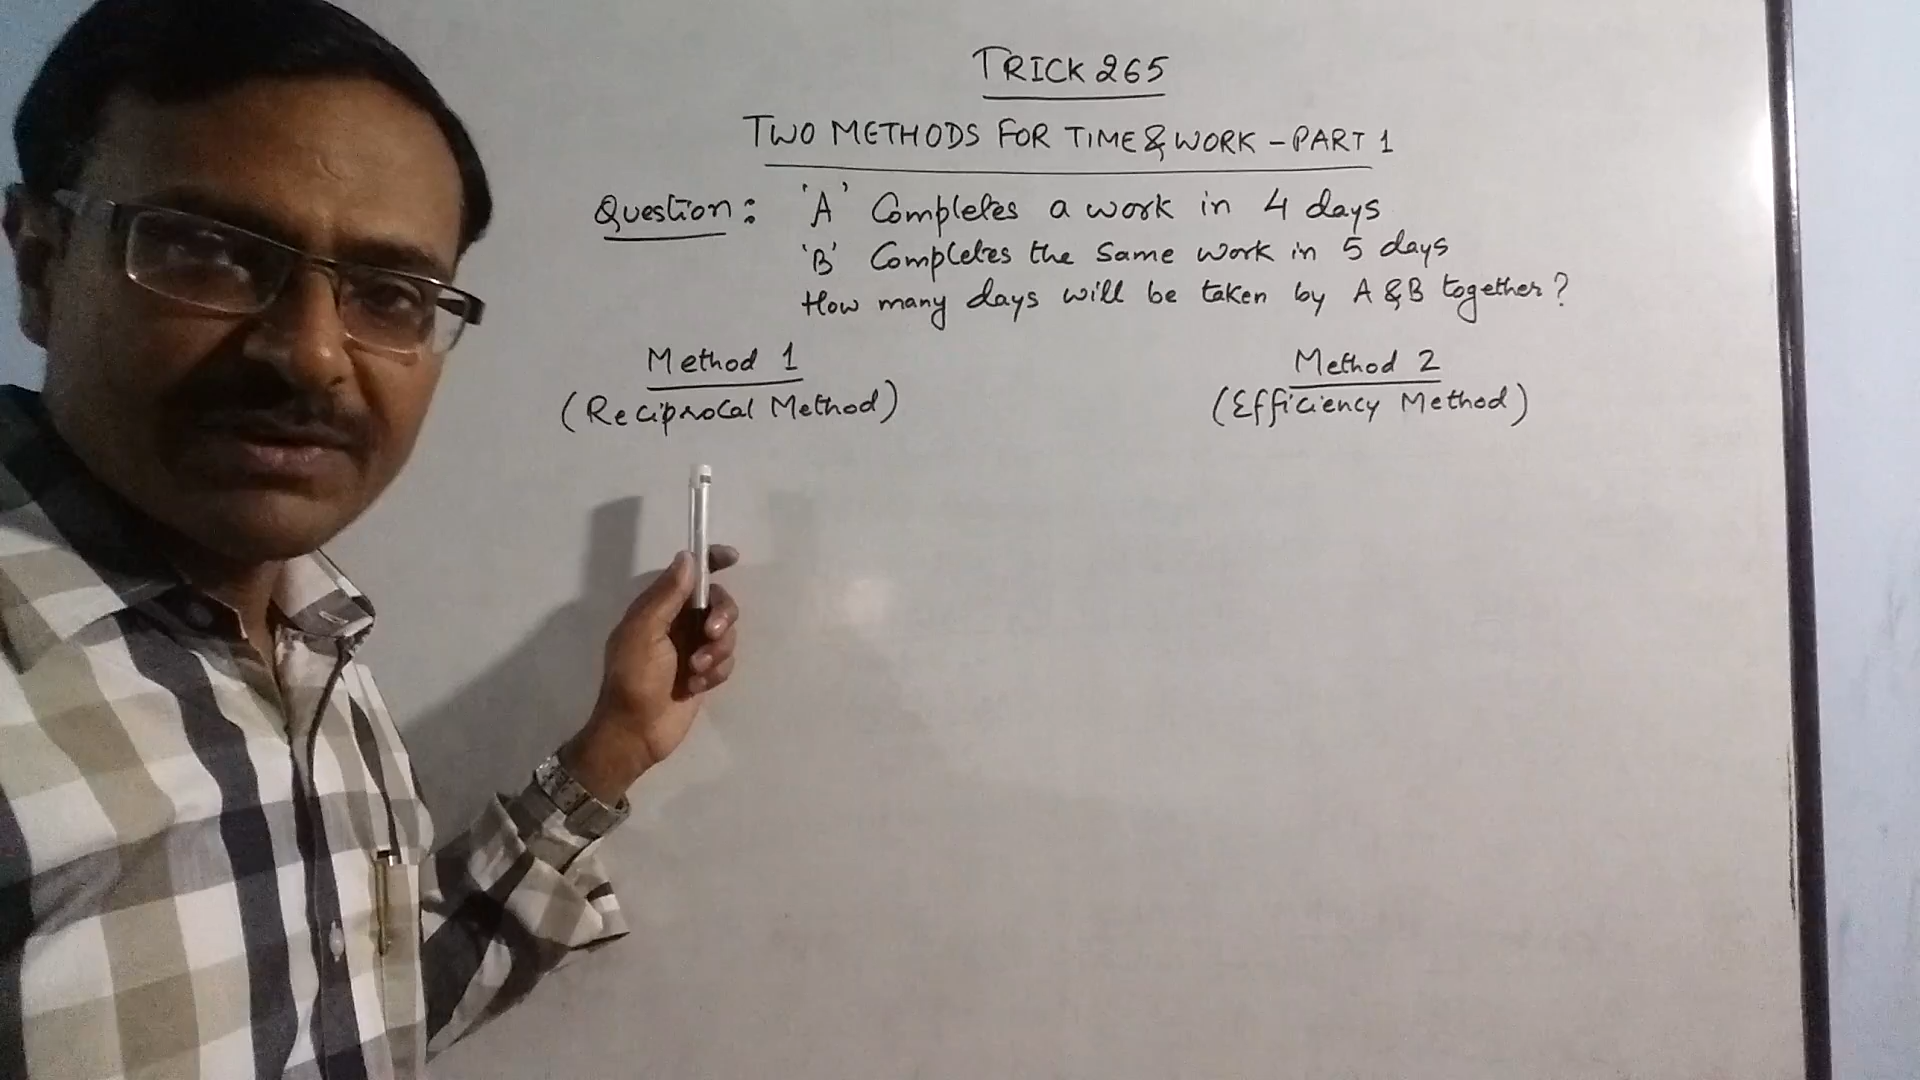 TRICK 265
TWO METHODS FOR TIME & WORK - PART 1
Question: 'A' Completes a work in 4 days
'B' Completes the same work in 5 days
How many days will be taken by A & B together?
Method 1
(Reciprocal Method)
Method 2
(Efficiency Method)